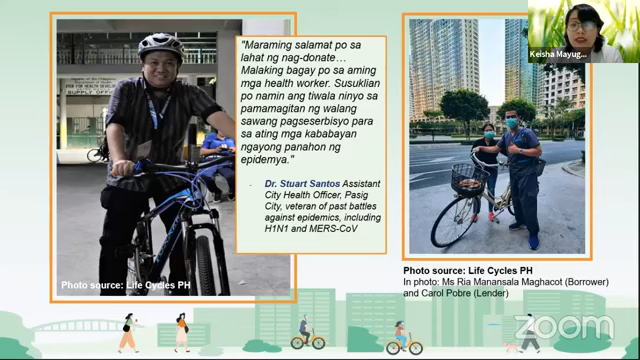 "Maraming salamat po sa
lahat ng nag-donate…
Malaking bagay po sa aming
mga health worker. Susuklian
po namin ang tiwala ninyo sa
pamamagitan ng walang
sawang pagseserbisyo para
sa ating mga kababayan
ngayong panahon ng
epidemya."
- Dr. Stuart Santos Assistant
City Health Officer, Pasig
City, veteran of past battles
against epidemics, including
H1N1 and MERS-CoV
Photo source: Life Cycles PH
Photo source: Life Cycles PH
In photo: Ms Ria Manansala Maghacot (Borrower)
and Carol Pobre (Lender)
Keisha Mayug...
zoom